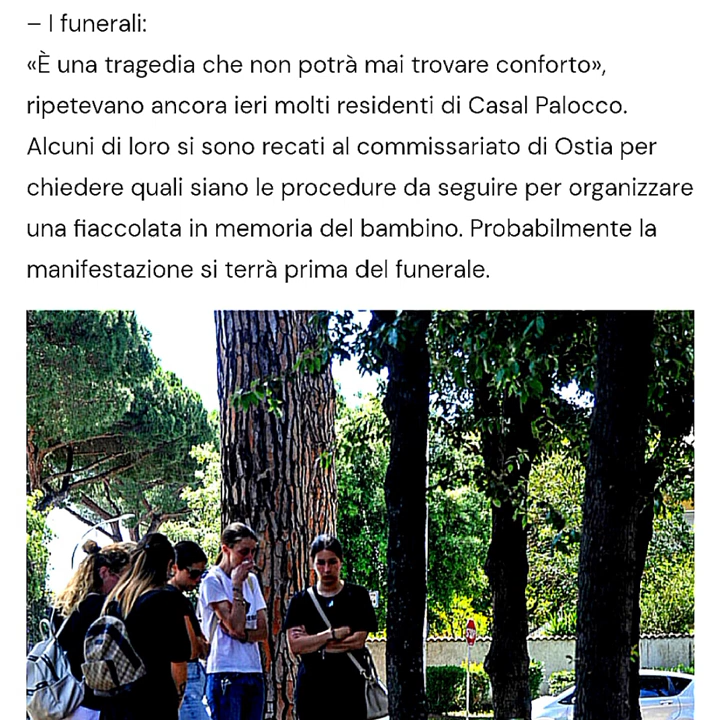 – I funerali:
«È una tragedia che non potrà mai trovare conforto»,
ripetevano ancora ieri molti residenti di Casal Palocco.
Alcuni di loro si sono recati al commissariato di Ostia per
chiedere quali siano le procedure da seguire per organizzare
una fiaccolata in memoria del bambino. Probabilmente la
manifestazione si terrà prima del funerale.